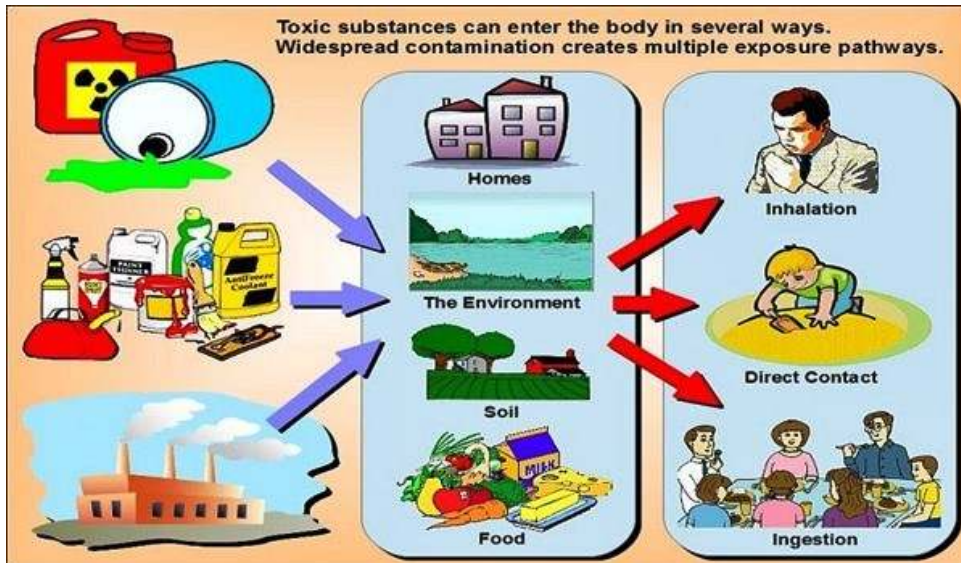 Toxic substances can enter the body in several ways.
Widespread contamination creates multiple exposure pathways.
PAINT
THINNER
AntiFreeze
Coolant
Homes
The Environment
Soil
MILK
Food
Inhalation
Direct Contact
Ingestion